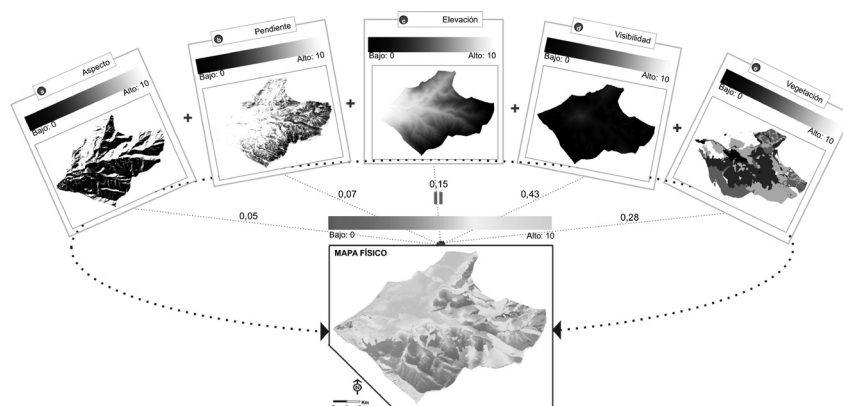 a
Aspecto
Bajo: 0
Alto: 10
+
b
Pendiente
Bajo: 0
Alto: 10
+
c
Elevación
Bajo: 0
Alto: 10
+
d
Visibilidad
Bajo: 0
Alto: 10
+
e
Vegetación
Bajo: 0
Alto: 10
0,05
0,07
0,15
0,43
0,28
Bajo: 0
Alto: 10
MAPA FÍSICO
N
Km